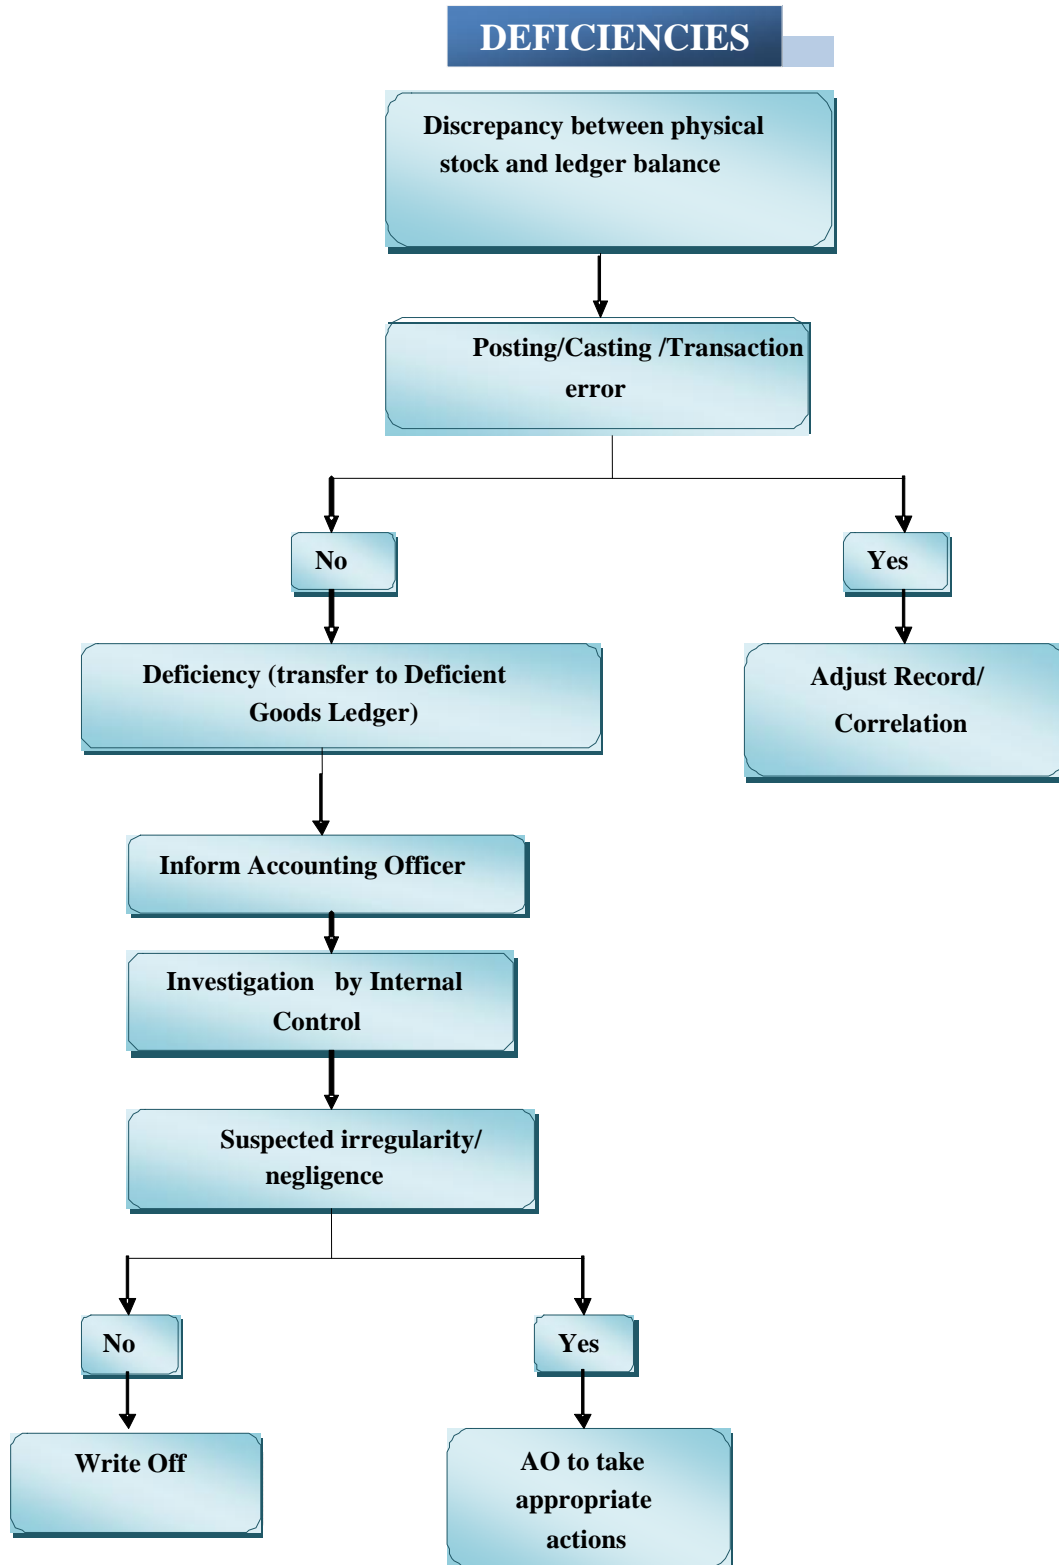 DEFICIENCIES
Discrepancy between physical
stock and ledger balance
Posting/Casting /Transaction
error
No
Yes
Deficiency (transfer to Deficient
Goods Ledger)
Adjust Record/
Correlation
Inform Accounting Officer
Investigation by Internal
Control
Suspected irregularity/
negligence
No
Yes
Write Off
AO to take
appropriate
actions